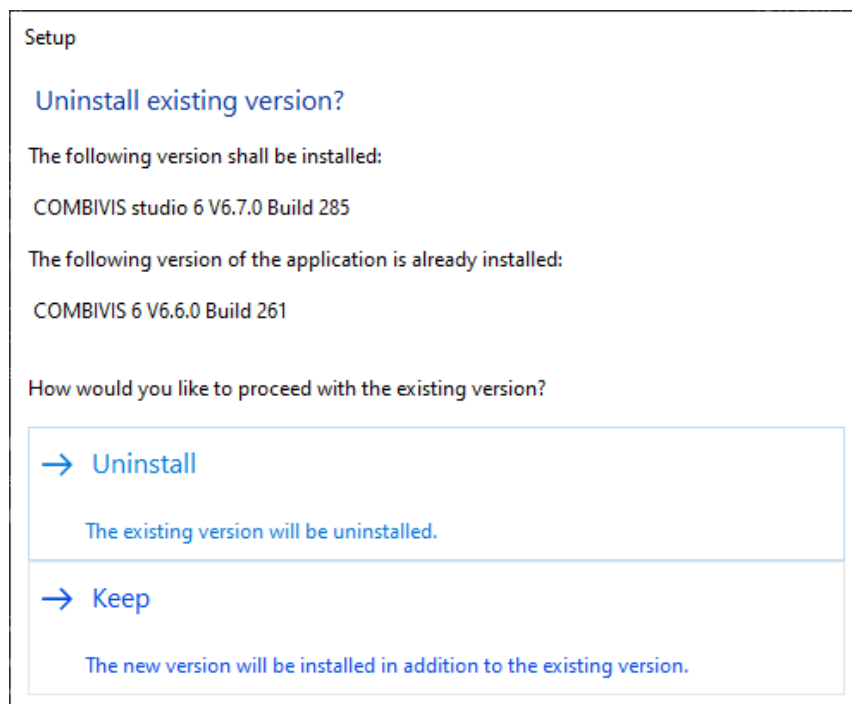 Setup
Uninstall existing version?
The following version shall be installed:
COMBIVIS studio 6 V6.7.0 Build 285
The following version of the application is already installed:
COMBIVIS 6 V6.6.0 Build 261
How would you like to proceed with the existing version?
→ Uninstall
The existing version will be uninstalled.
→ Keep
The new version will be installed in addition to the existing version.